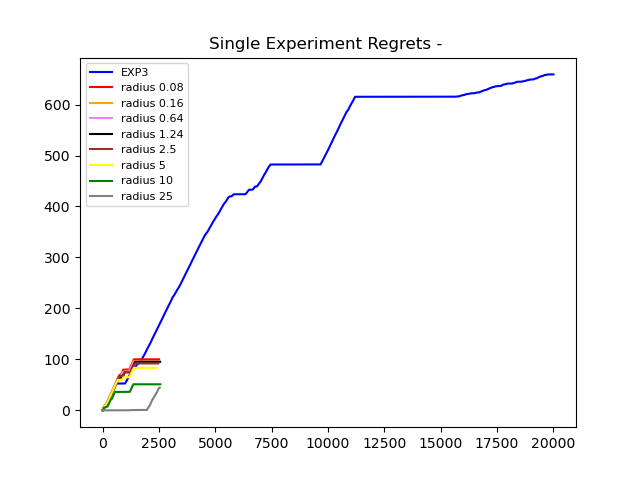 Single Experiment Regrets -
EXP3
radius 0.08
radius 0.16
radius 0.64
radius 1.24
radius 2.5
radius 5
radius 10
radius 25
600
500
400
300
200
100
0
0 2500 5000 7500 10000 12500 15000 17500 20000